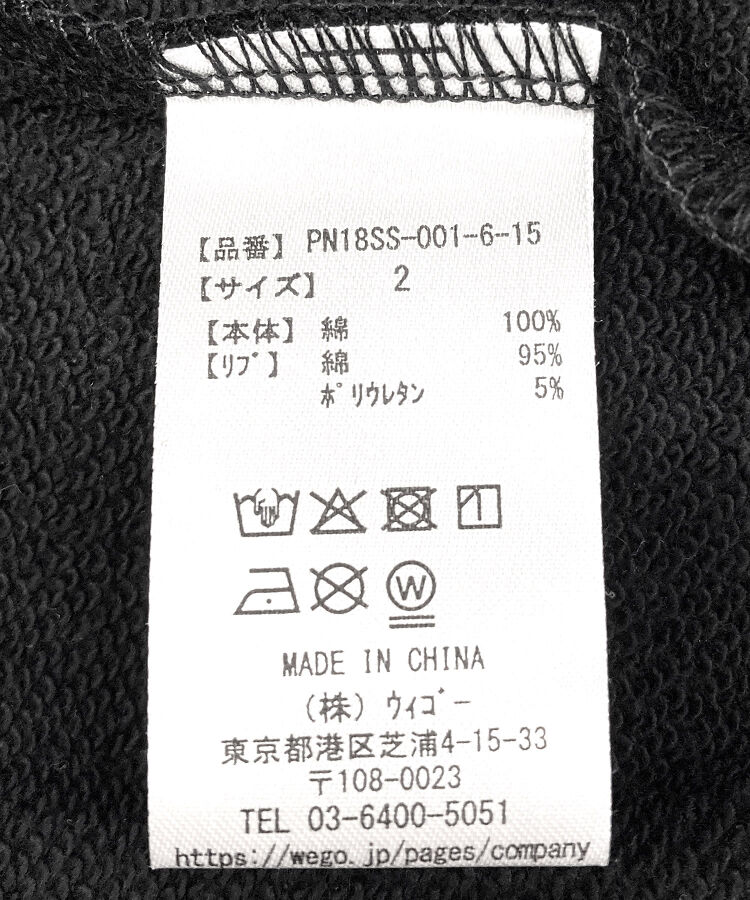 【品番】 PN18SS-001-6-15
【サイズ】 2
【本体】 綿 100%
【ﾘﾌﾞ】 綿 95%
ﾎﾟﾘｳﾚﾀﾝ 5%
W
MADE IN CHINA
(株) ｳｨｺﾞｰ
東京都港区芝浦4-15-33
〒108-0023
TEL 03-6400-5051
https://wego.jp/pages/company